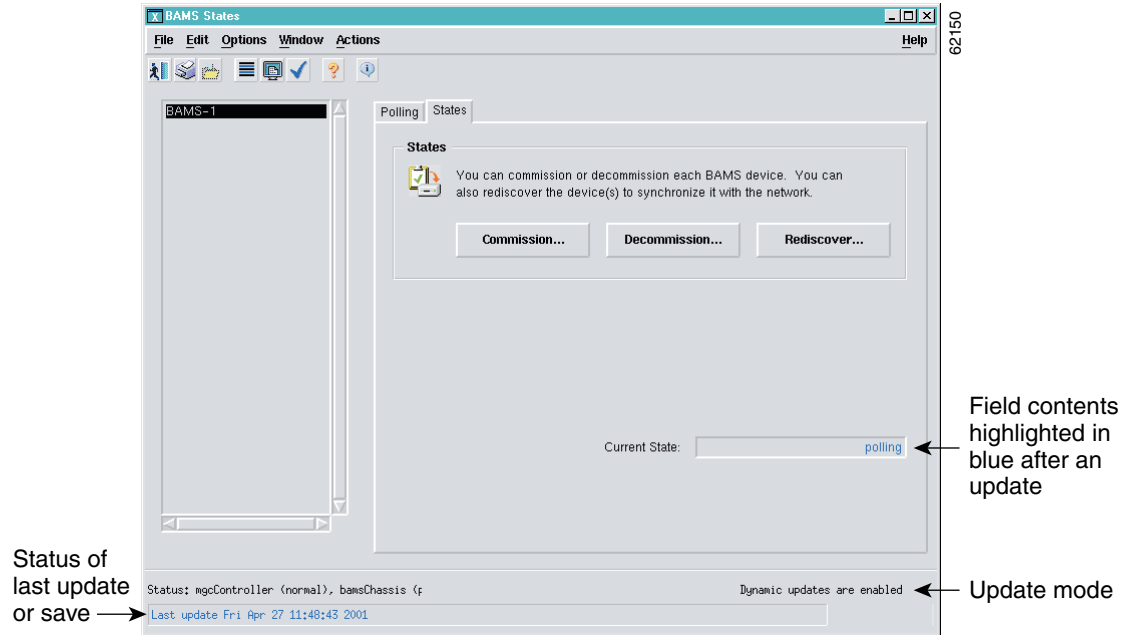 BAMS States
File Edit Options Window Actions Help
62150
BAMS-1
Polling States
States
You can commission or decommission each BAMS device. You can
also rediscover the device(s) to synchronize it with the network.
Commission... Decommission... Rediscover...
Current State: polling
Field contents
highlighted in
blue after an
update
Status of
last update
or save
Status: mgcController (normal), bamsChassis (p
Dynamic updates are enabled
Update mode
Last update Fri Apr 27 11:48:43 2001